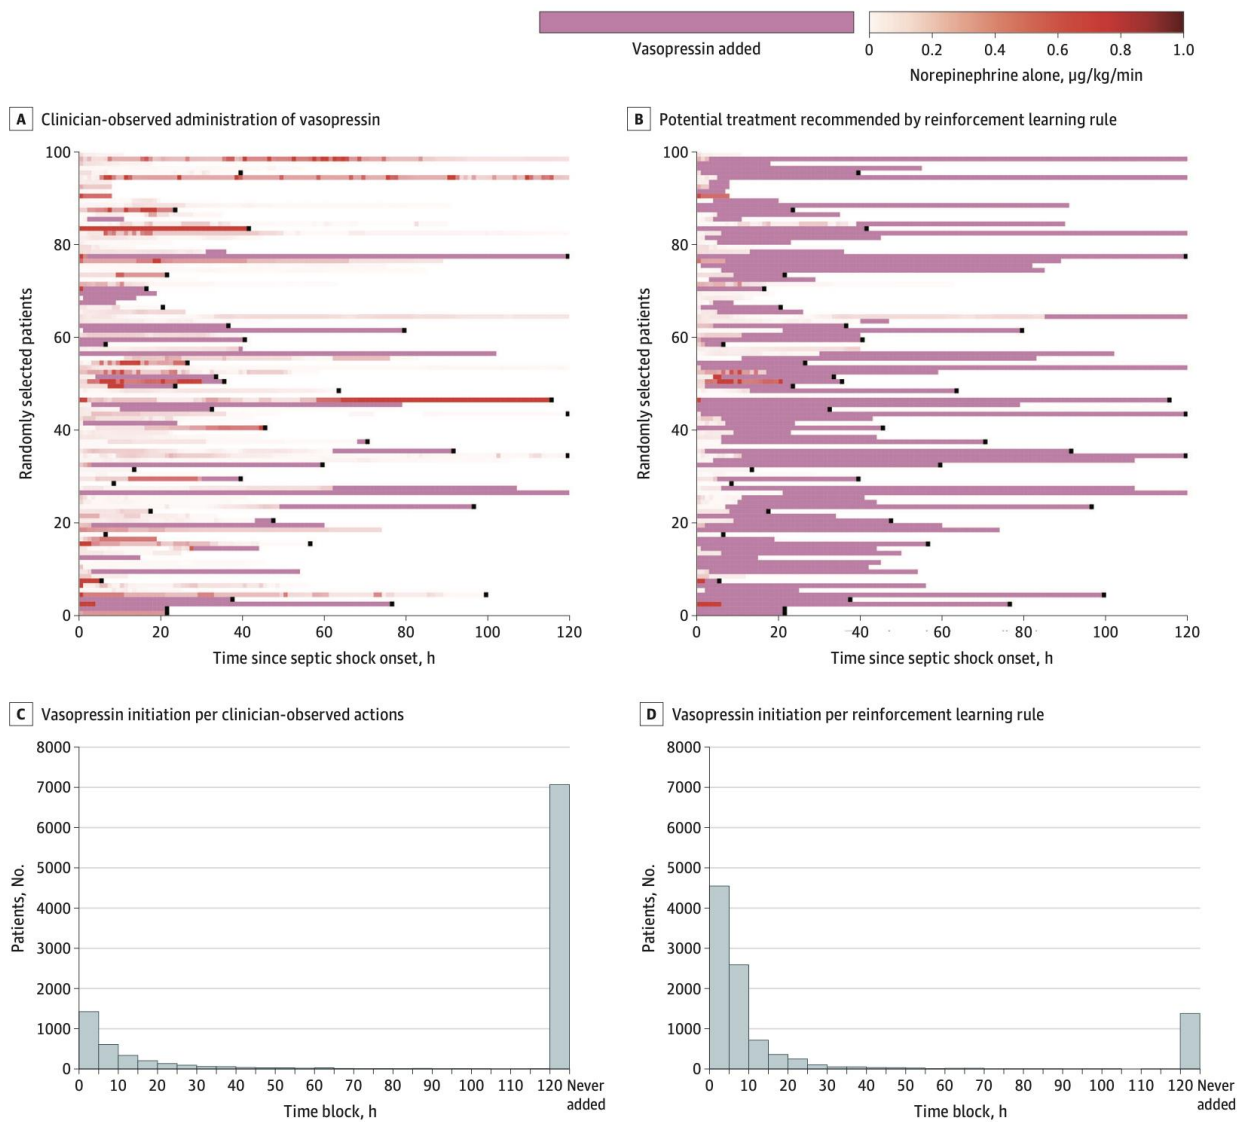 Vasopressin added
0 0.2 0.4 0.6 0.8 1.0
Norepinephrine alone, µg/kg/min
A Clinician-observed administration of vasopressin
Randomly selected patients
100
80
60
40
20
0
0 20 40 60 80 100 120
Time since septic shock onset, h
B Potential treatment recommended by reinforcement learning rule
Randomly selected patients
100
80
60
40
20
0
0 20 40 60 80 100 120
Time since septic shock onset, h
C Vasopressin initiation per clinician-observed actions
Patients, No.
8000
7000
6000
5000
4000
3000
2000
1000
0
0 10 20 30 40 50 60 70 80 90 100 110 120 Never
added
Time block, h
D Vasopressin initiation per reinforcement learning rule
Patients, No.
8000
7000
6000
5000
4000
3000
2000
1000
0
0 10 20 30 40 50 60 70 80 90 100 110 120 Never
added
Time block, h